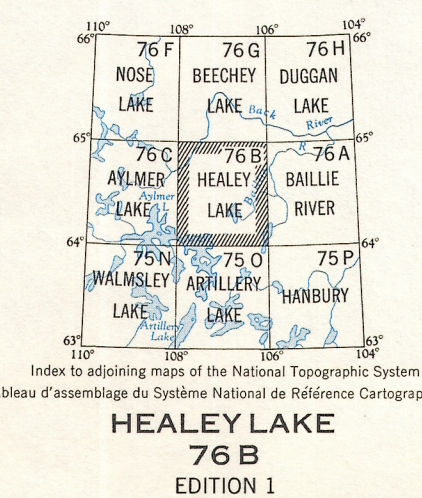 110° 108° 106° 104°
66° 66°
76 F 76 G 76 H
NOSE BEECHEY DUGGAN
LAKE LAKE LAKE
Back River
65° 65°
R
76 C 76 B 76 A
AYLMER HEALEY BAILLIE
Aylmer
LAKE L LAKE RIVER
64° 64°
75 N 75 O 75 P
WALMSLEY ARTILLERY HANBURY
LAKE LAKE
Artillery
Lake
63° 63°
110° 108° 106° 104°
Index to adjoining maps of the National Topographic System
bleau d'assemblage du Système National de Référence Cartograp
HEALEY LAKE
76 B
EDITION 1